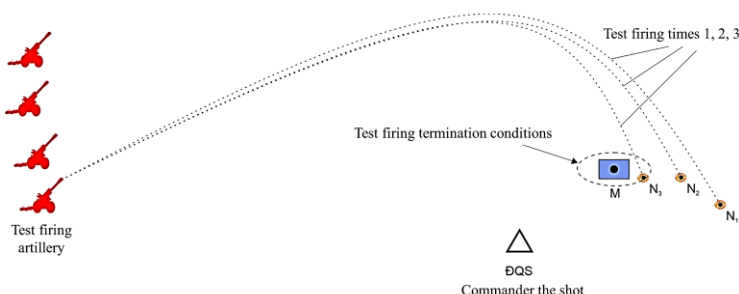 Test firing times 1, 2, 3
Test firing termination conditions
M
N₃
N₂
N₁
Test firing
artillery
ĐQS
Commander the shot